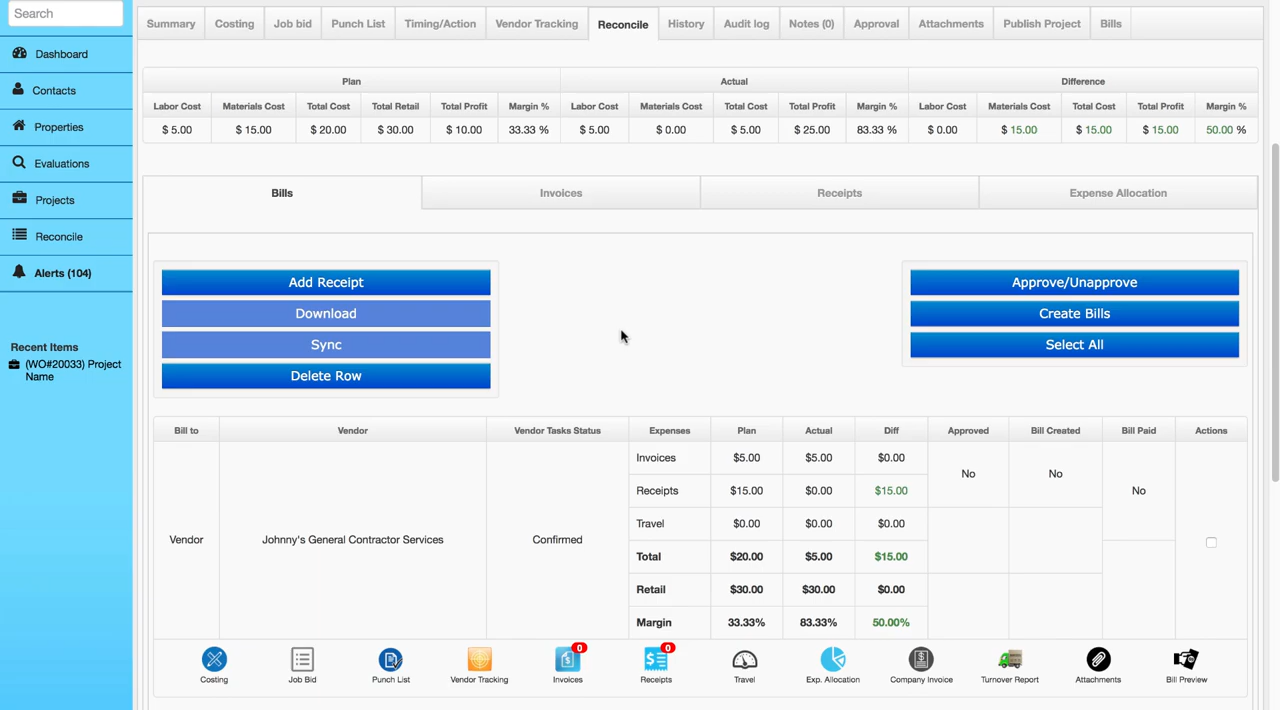 Search
Summary Costing Job bid Punch List Timing/Action Vendor Tracking Reconcile History Audit log Notes (0) Approval Attachments Publish Project Bills
Dashboard
Contacts
Properties
Evaluations
Projects
Reconcile
Alerts (104)
Recent Items
(WO#20033) Project
Name
Plan Actual Difference
Labor Cost Materials Cost Total Cost Total Retail Total Profit Margin % Labor Cost Materials Cost Total Cost Total Profit Margin % Labor Cost Materials Cost Total Cost Total Profit Margin %
$ 5.00 $ 15.00 $ 20.00 $ 30.00 $ 10.00 33.33 % $ 5.00 $ 0.00 $ 5.00 $ 25.00 83.33 % $ 0.00 $ 15.00 $ 15.00 $ 15.00 50.00 %
Bills Invoices Receipts Expense Allocation
Add Receipt
Download
Sync
Delete Row
Approve/Unapprove
Create Bills
Select All
Bill to Vendor Vendor Tasks Status Expenses Plan Actual Diff Approved Bill Created Bill Paid Actions
Invoices $5.00 $5.00 $0.00
No No
Receipts $15.00 $0.00 $15.00 No
Travel $0.00 $0.00 $0.00
Vendor Johnny's General Contractor Services Confirmed
Total $20.00 $5.00 $15.00
Retail $30.00 $30.00 $0.00
Margin 33.33% 83.33% 50.00%
0 0
Costing Job Bid Punch List Vendor Tracking Invoices Receipts Travel Exp. Allocation Company Invoice Turnover Report Attachments Bill Preview